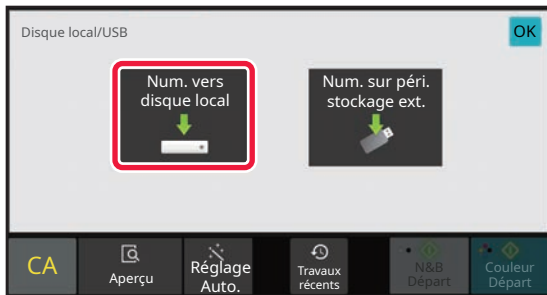 Disque local/USB
OK
Num. vers
disque local
Num. sur péri.
stockage ext.
CA
Aperçu
Réglage
Auto.
Travaux
récents
N&B
Départ
Couleur
Départ